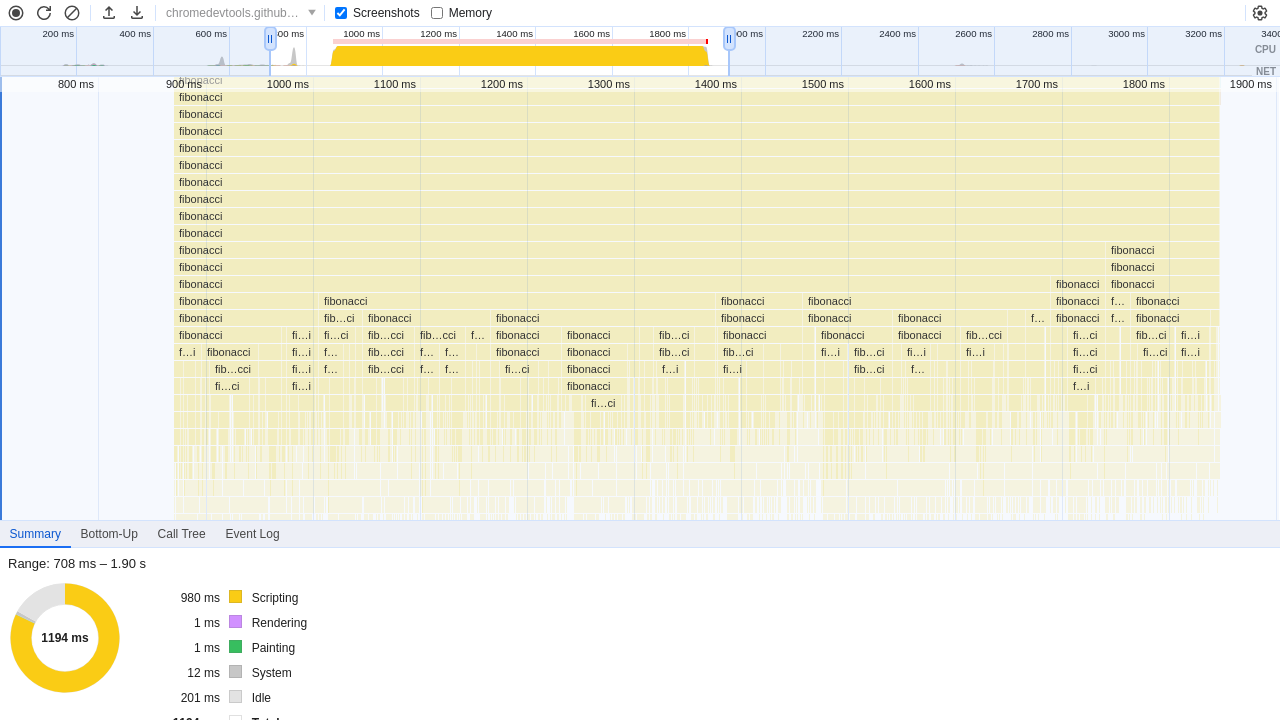 chromedevtools.github… Screenshots Memory
200 ms 400 ms 600 ms 00 ms 1000 ms 1200 ms 1400 ms 1600 ms 1800 ms 00 ms 2200 ms 2400 ms 2600 ms 2800 ms 3000 ms 3200 ms 3400
CPU
NET
fibonacci
800 ms 900 ms 1000 ms 1100 ms 1200 ms 1300 ms 1400 ms 1500 ms 1600 ms 1700 ms 1800 ms 1900 ms
fibonacci
fibonacci
fibonacci
fibonacci
fibonacci
fibonacci
fibonacci
fibonacci
fibonacci
fibonacci fibonacci
fibonacci fibonacci
fibonacci fibonacci fibonacci
fibonacci fibonacci fibonacci fibonacci fibonacci f… fibonacci
fibonacci fib…ci fibonacci fibonacci fibonacci fibonacci fibonacci f… fibonacci f… fibonacci
fibonacci fi…i fi…ci fib…cci fib…cci f… fibonacci fibonacci fib…ci fibonacci fibonacci fibonacci fib…cci fi…ci fib…ci fi…i
f…i fibonacci fi…i f… fib…cci f… f… fibonacci fibonacci fib…ci fib…ci fi…i fib…ci fi…i fi…i fi…ci fi…ci fi…i
fib…cci fi…i f… fib…cci f… f… fi…ci fibonacci f…i fi…i fib…ci f… fi…ci
fi…ci fi…i fibonacci f…i
fi…ci
Summary Bottom-Up Call Tree Event Log
Range: 708 ms – 1.90 s
1194 ms
980 ms Scripting
1 ms Rendering
1 ms Painting
12 ms System
201 ms Idle